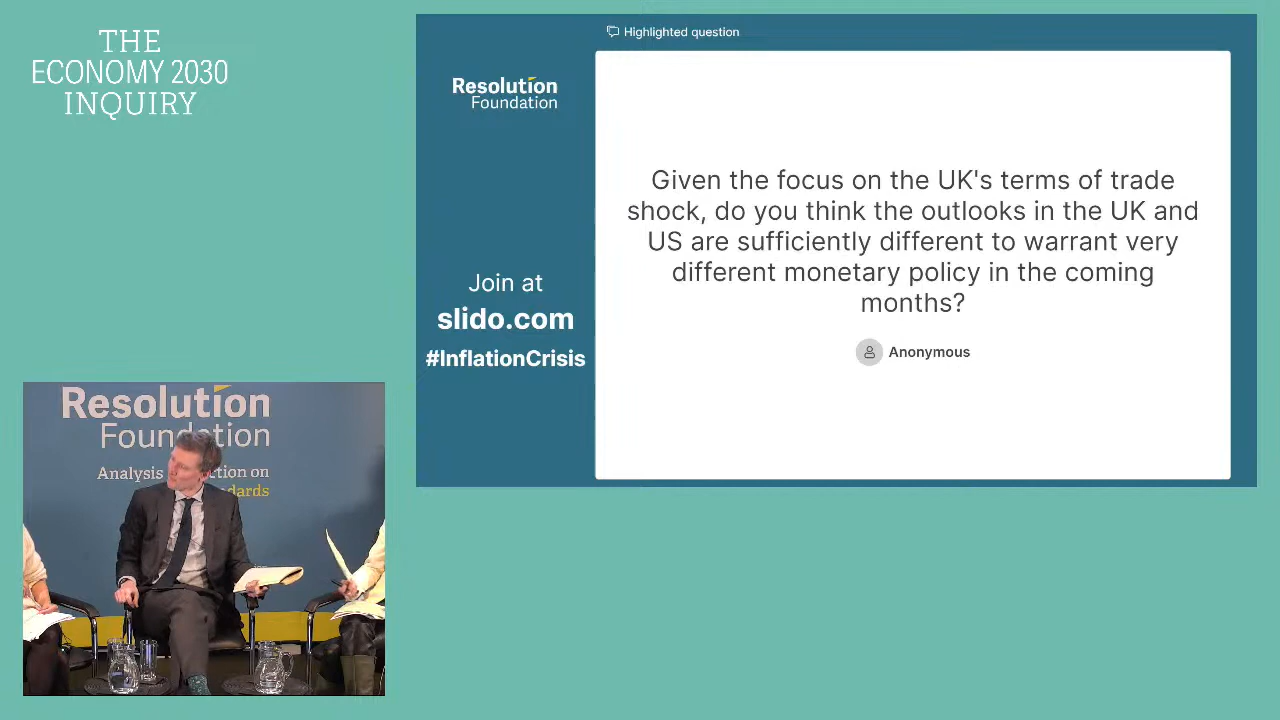 THE
ECONOMY 2030
INQUIRY
Highlighted question
Resolution
Foundation
Given the focus on the UK's terms of trade
shock, do you think the outlooks in the UK and
US are sufficiently different to warrant very
different monetary policy in the coming
months?
Anonymous
Join at
slido.com
#InflationCrisis
Resolution
Foundation
Analysis
ction on
dards